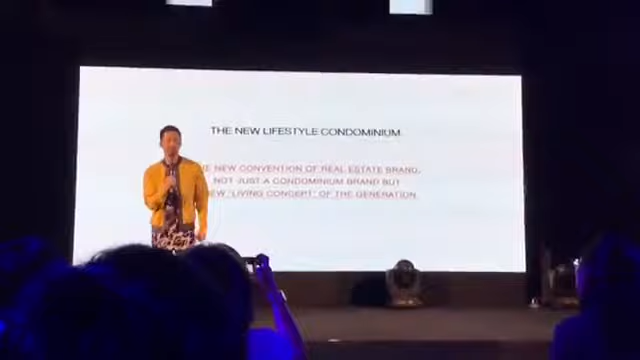 THE NEW LIFESTYLE CONDOMINIUM.
NEW CONVENTION OF REAL ESTATE BRAND,
NOT JUST A CONDOMINIUM BRAND BUT
"LIVING CONCEPT" OF THE GENERATION.